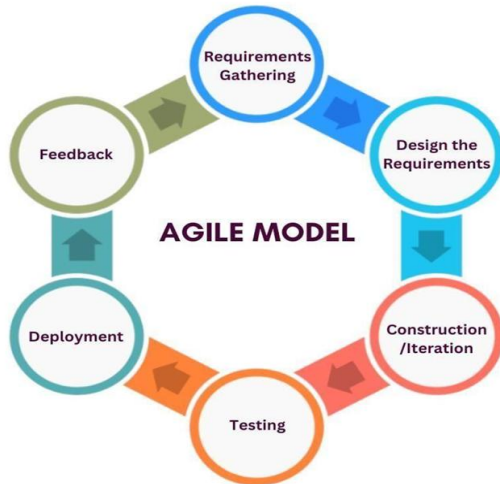 Requirements
Gathering
Design the
Requirements
Construction
/Iteration
Testing
Deployment
Feedback
AGILE MODEL